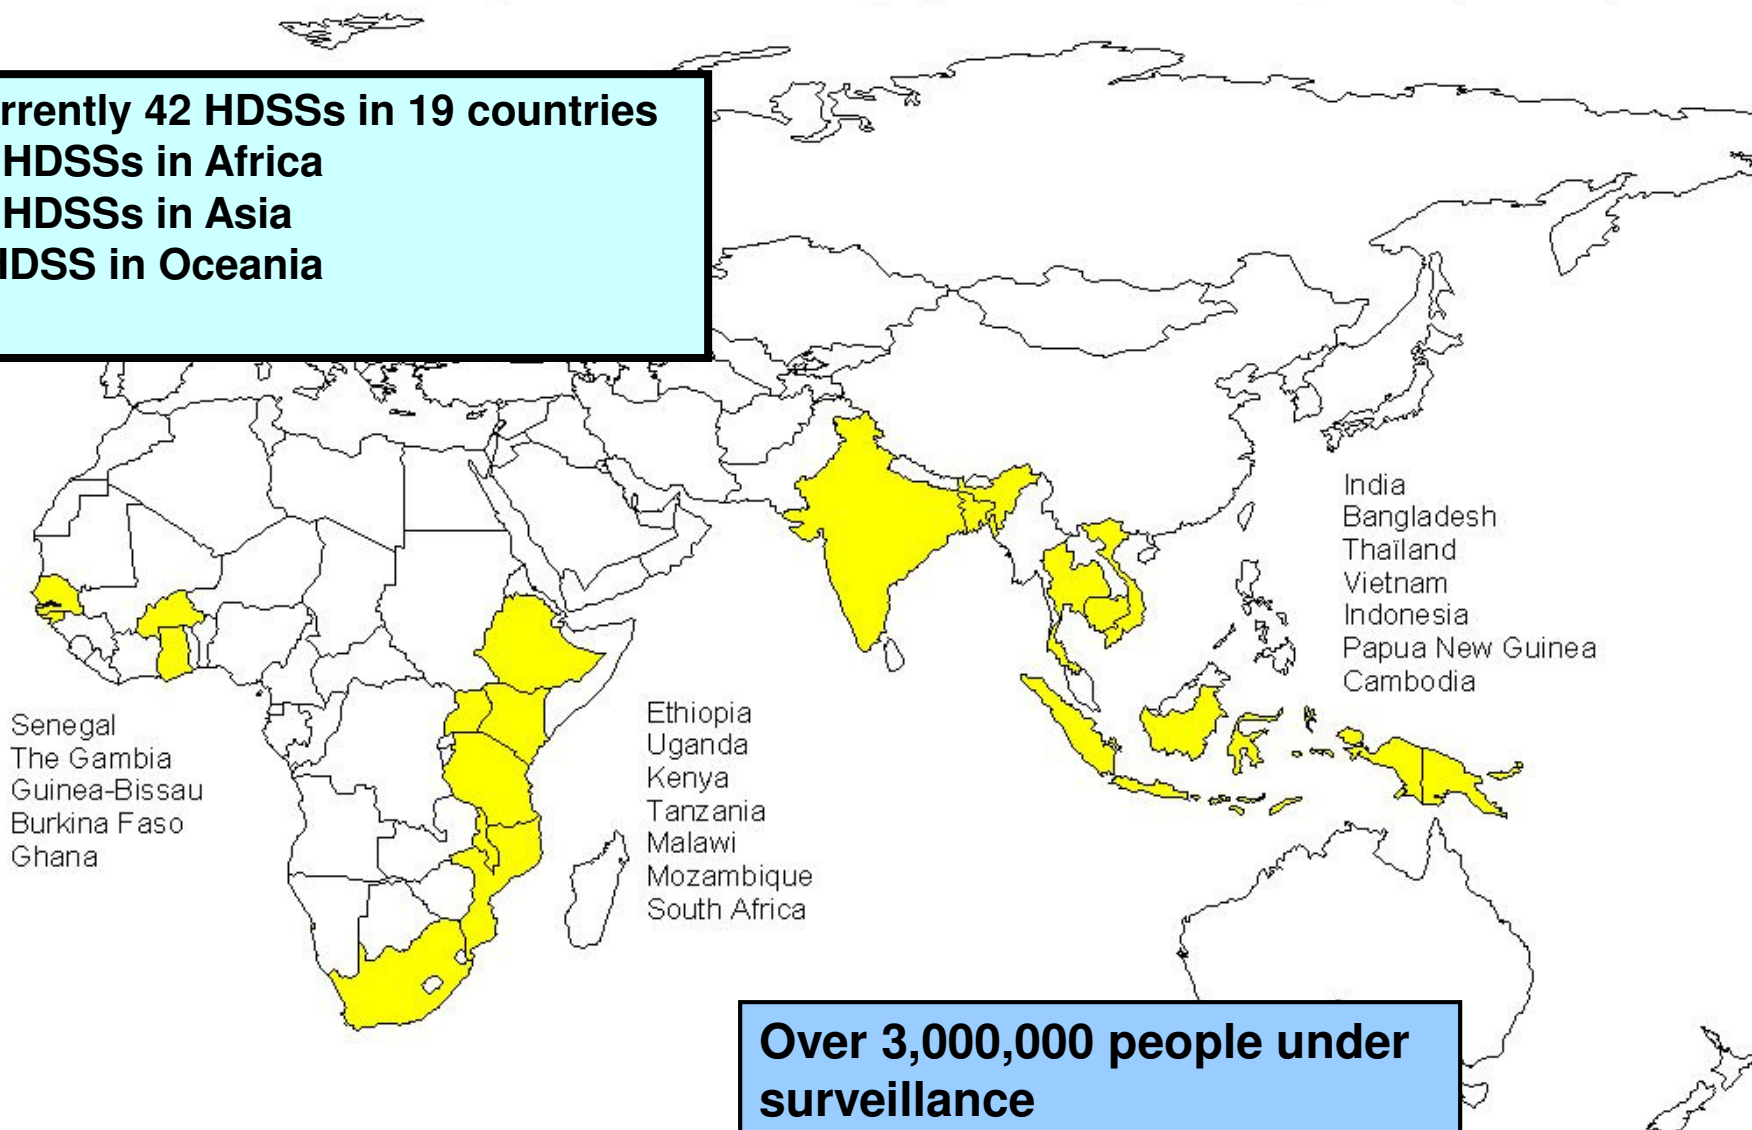 rrently 42 HDSSs in 19 countries
HDSSs in Africa
HDSSs in Asia
HDSS in Oceania
India
Bangladesh
Thaïland
Vietnam
Indonesia
Papua New Guinea
Cambodia
Senegal
The Gambia
Guinea-Bissau
Burkina Faso
Ghana
Ethiopia
Uganda
Kenya
Tanzania
Malawi
Mozambique
South Africa
Over 3,000,000 people under
surveillance